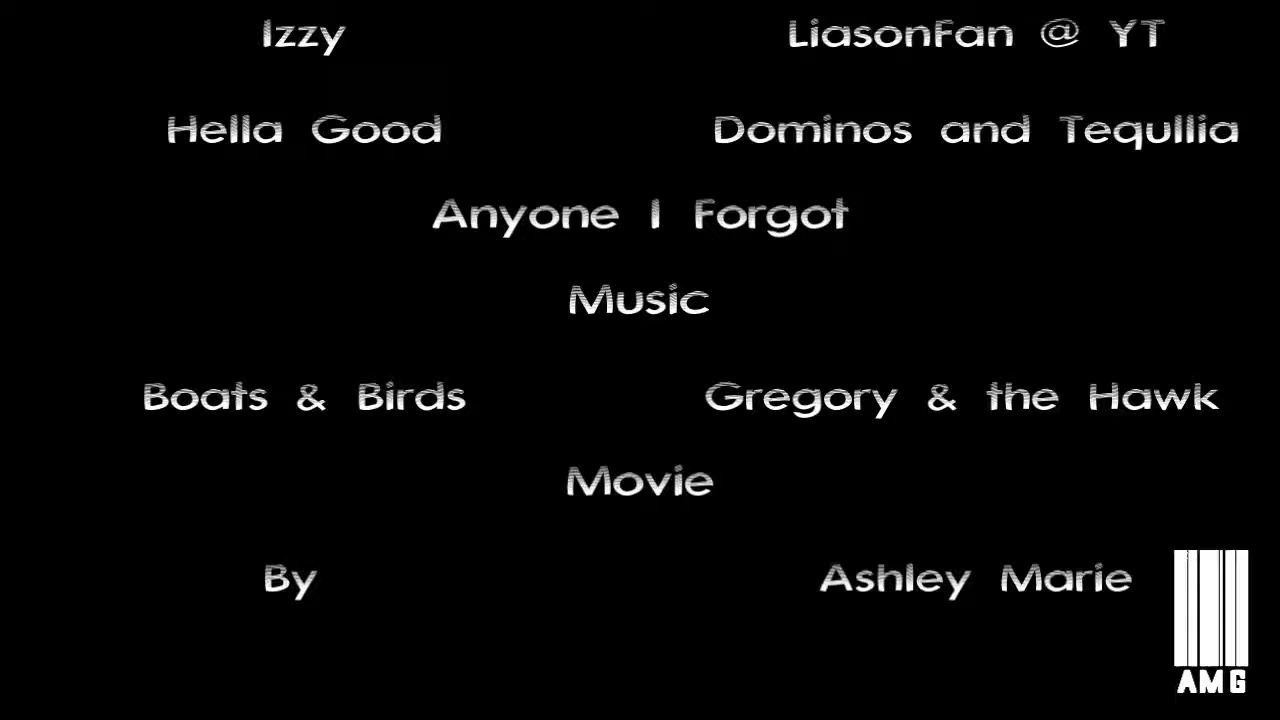 Izzy LiasonFan @ YT
Hella Good Dominos and Tequllia
Anyone I Forgot
Music
Boats & Birds Gregory & the Hawk
Movie
By Ashley Marie
AMG